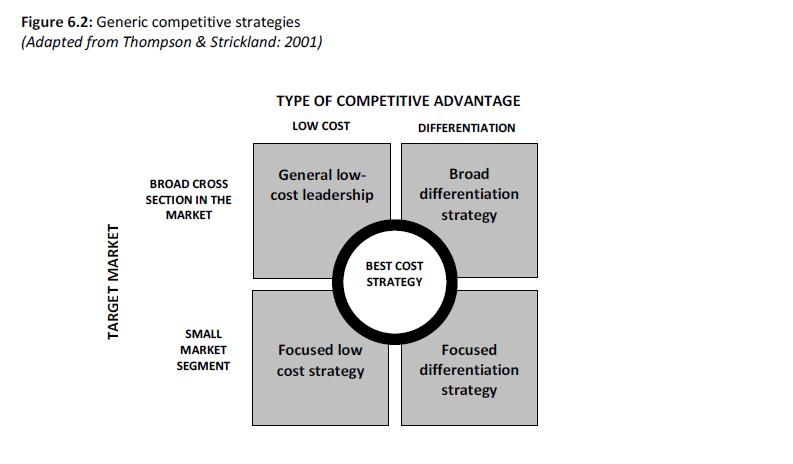 Figure 6.2: Generic competitive strategies
(Adapted from Thompson & Strickland: 2001)
TYPE OF COMPETITIVE ADVANTAGE
LOW COST
DIFFERENTIATION
TARGET MARKET
BROAD CROSS
SECTION IN THE
MARKET
General low-
cost leadership
Broad
differentiation
strategy
BEST COST
STRATEGY
SMALL
MARKET
SEGMENT
Focused low
cost strategy
Focused
differentiation
strategy